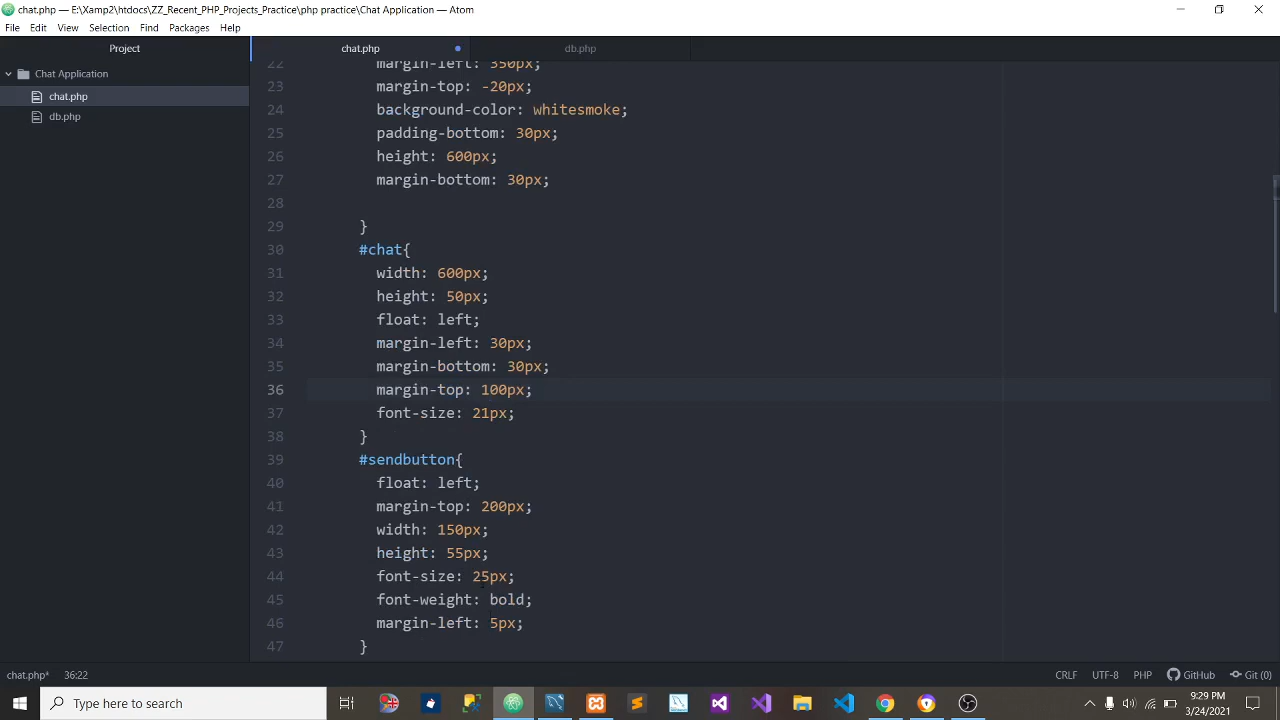 chat.php — E:\Xamp2\htdocs\ZZ_Recent_PHP_Projects_Practice\php practice\Chat Application — Atom
File Edit View Selection Find Packages Help
Project
chat.php
db.php
Chat Application
chat.php
db.php
22 margin-left: 350px;
23 margin-top: -20px;
24 background-color: whitesmoke;
25 padding-bottom: 30px;
26 height: 600px;
27 margin-bottom: 30px;
28
29 }
30 #chat{
31 width: 600px;
32 height: 50px;
33 float: left;
34 margin-left: 30px;
35 margin-bottom: 30px;
36 margin-top: 100px;
37 font-size: 21px;
38 }
39 #sendbutton{
40 float: left;
41 margin-top: 200px;
42 width: 150px;
43 height: 55px;
44 font-size: 25px;
45 font-weight: bold;
46 margin-left: 5px;
47 }
chat.php* 36:22 CRLF UTF-8 PHP GitHub Git (0)
Type here to search
9:29 PM
3/24/2021